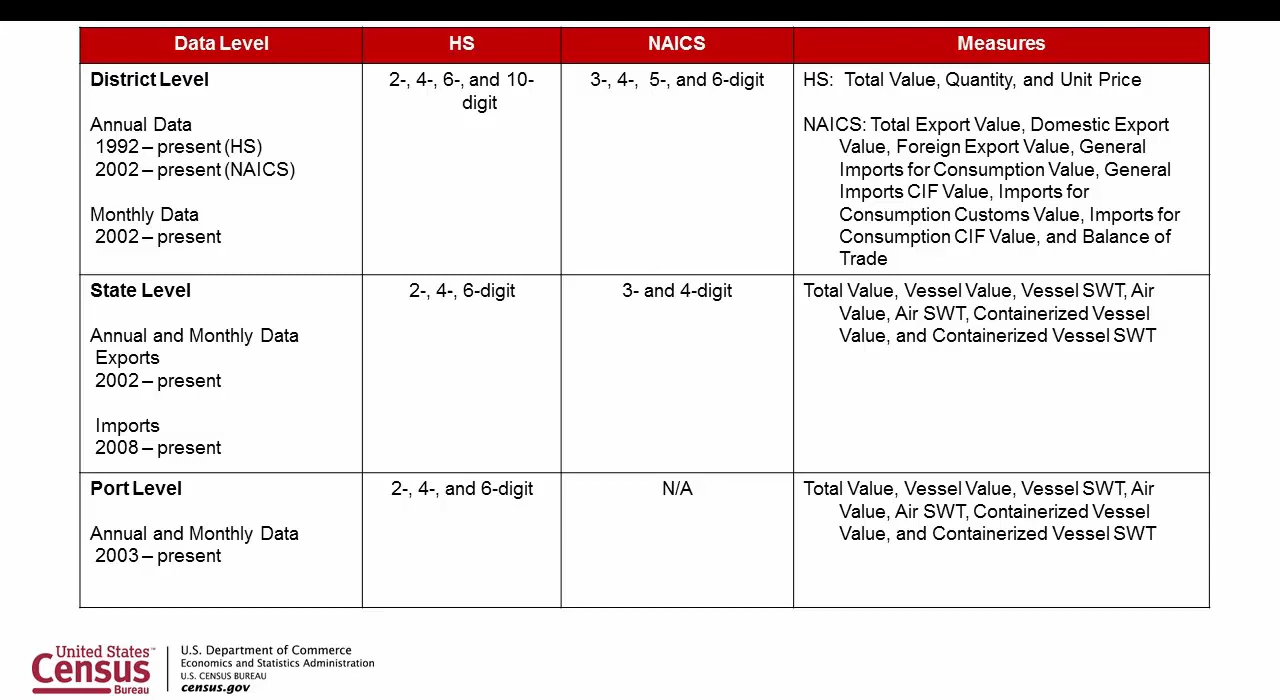 Data Level
HS
NAICS
Measures
District Level
Annual Data
1992 – present (HS)
2002 – present (NAICS)
Monthly Data
2002 – present
2-, 4-, 6-, and 10-
digit
3-, 4-, 5-, and 6-digit
HS: Total Value, Quantity, and Unit Price
NAICS: Total Export Value, Domestic Export
Value, Foreign Export Value, General
Imports for Consumption Value, General
Imports CIF Value, Imports for
Consumption Customs Value, Imports for
Consumption CIF Value, and Balance of
Trade
State Level
Annual and Monthly Data
Exports
2002 – present
Imports
2008 – present
2-, 4-, 6-digit
3- and 4-digit
Total Value, Vessel Value, Vessel SWT, Air
Value, Air SWT, Containerized Vessel
Value, and Containerized Vessel SWT
Port Level
Annual and Monthly Data
2003 – present
2-, 4-, and 6-digit
N/A
Total Value, Vessel Value, Vessel SWT, Air
Value, Air SWT, Containerized Vessel
Value, and Containerized Vessel SWT
United States™
Census
Bureau
U.S. Department of Commerce
Economics and Statistics Administration
U.S. CENSUS BUREAU
census.gov